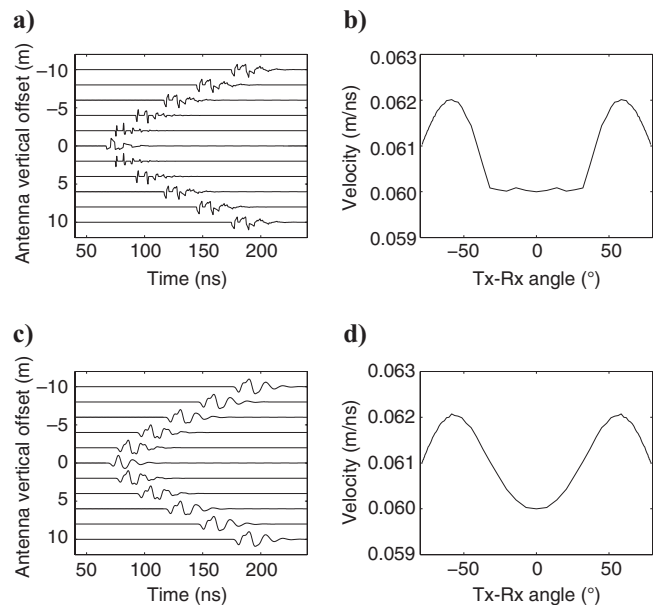 a)
b)
Antenna vertical offset (m)
−10
−5
0
5
10
50
100
150
200
Time (ns)
Velocity (m/ns)
0.063
0.062
0.061
0.060
0.059
−50
0
50
Tx-Rx angle (°)
c)
d)
Antenna vertical offset (m)
−10
−5
0
5
10
50
100
150
200
Time (ns)
Velocity (m/ns)
0.063
0.062
0.061
0.060
0.059
−50
0
50
Tx-Rx angle (°)